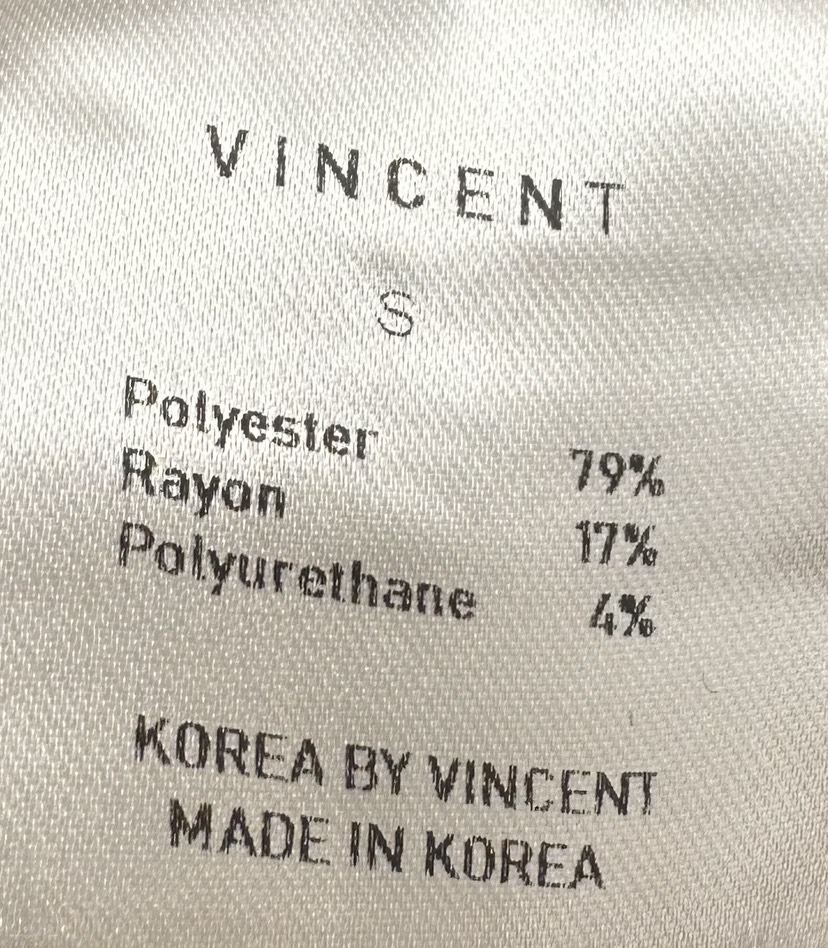 VINCENT
S
Polyester 79%
Rayon 17%
Polyurethane 4%
KOREA BY VINCENT
MADE IN KOREA